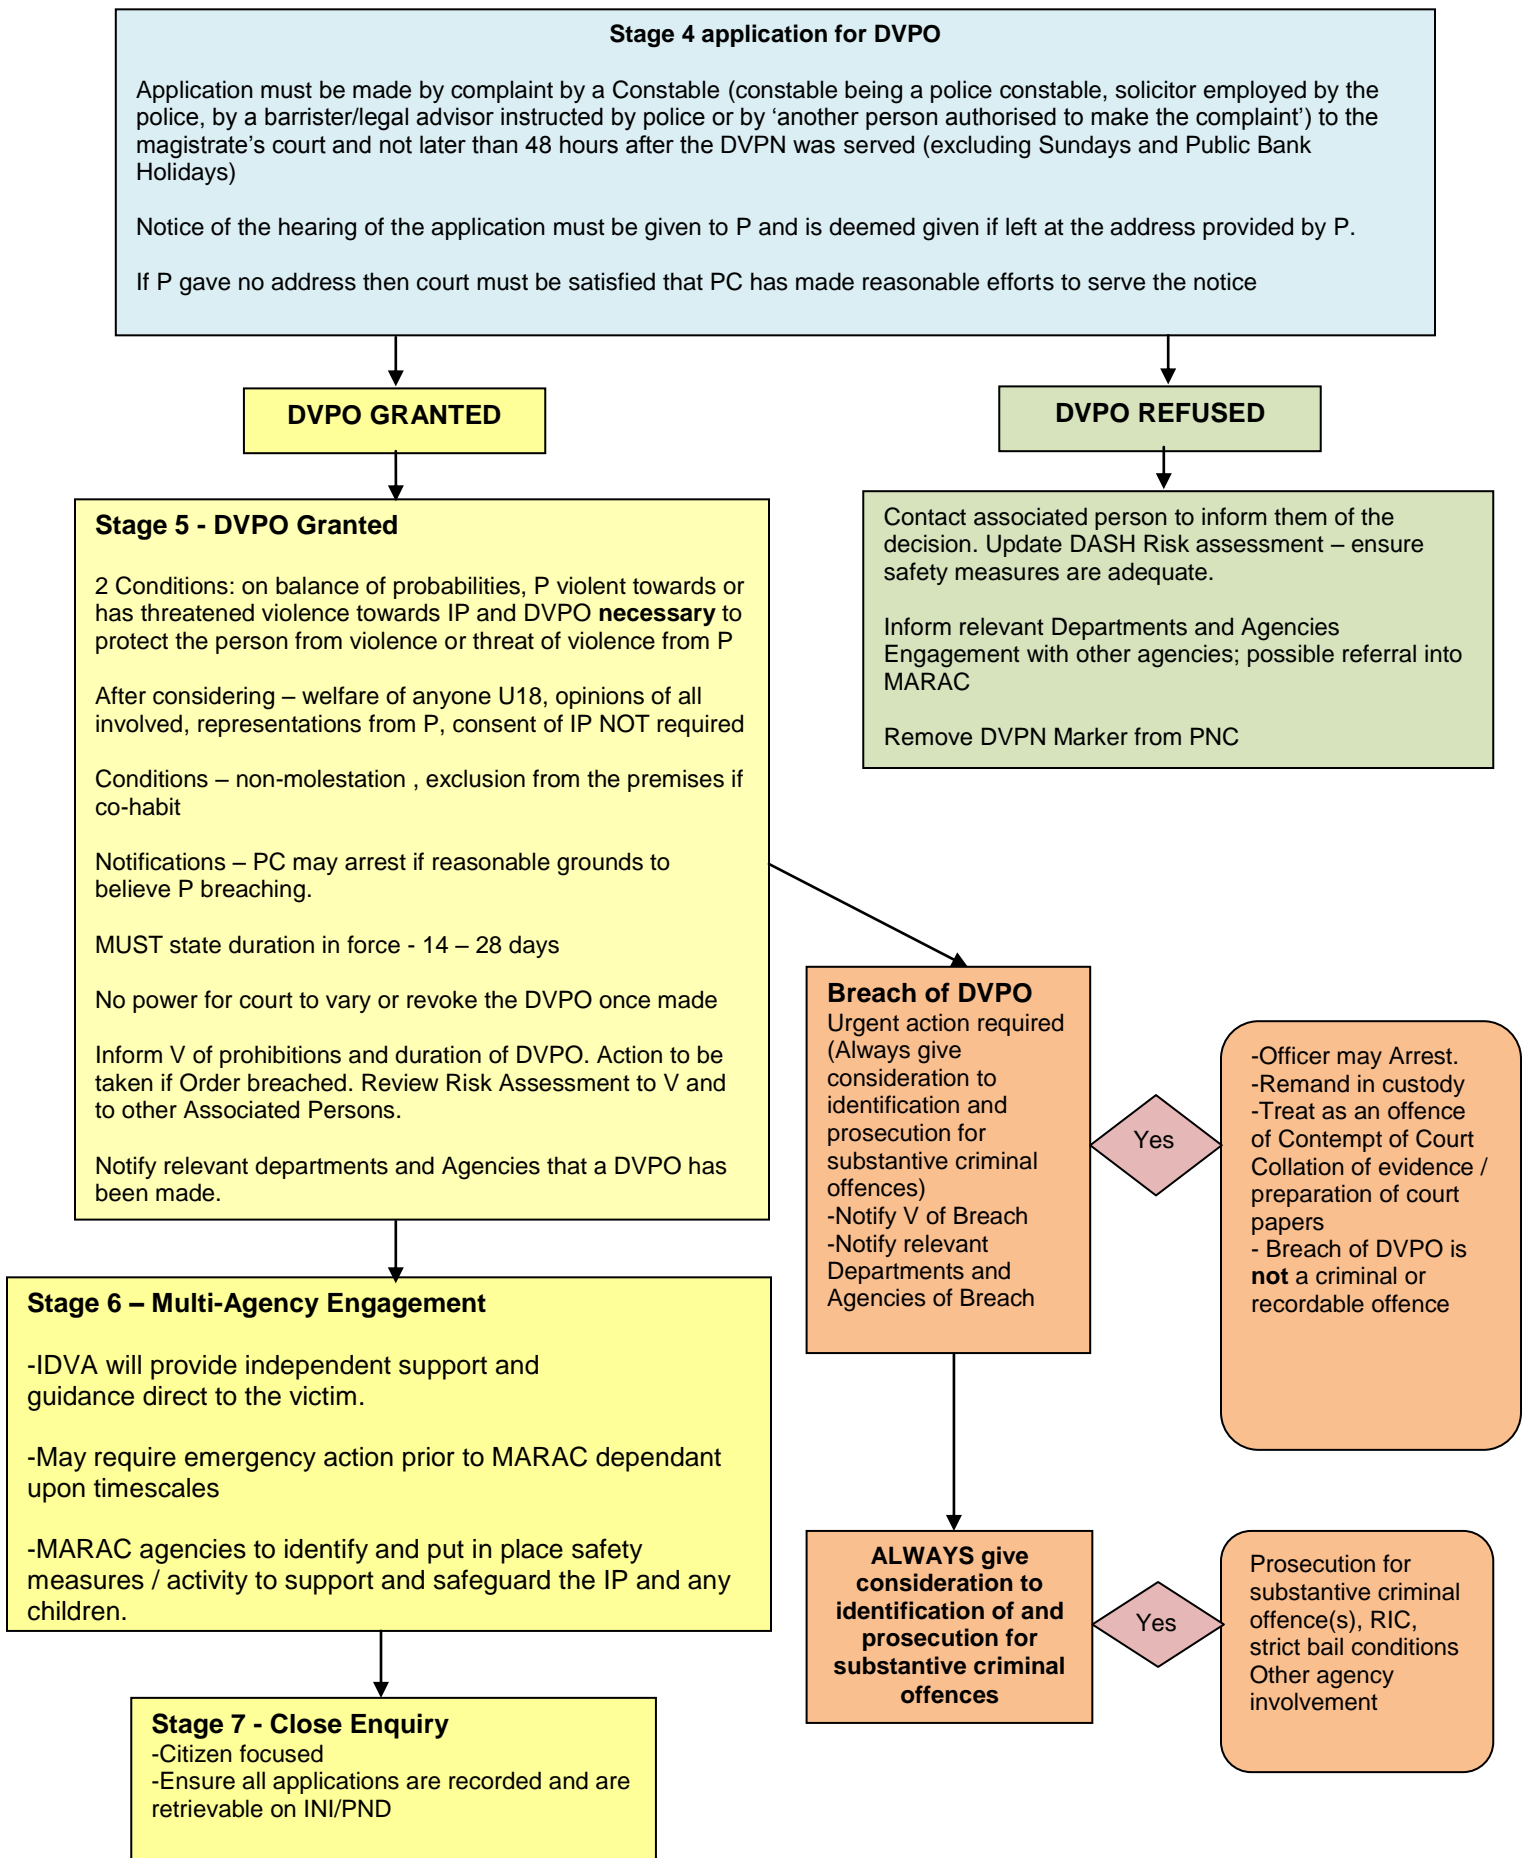 Stage 4 application for DVPO
Application must be made by complaint by a Constable (constable being a police constable, solicitor employed by the
police, by a barrister/legal advisor instructed by police or by ‘another person authorised to make the complaint’) to the
magistrate’s court and not later than 48 hours after the DVPN was served (excluding Sundays and Public Bank
Holidays)
Notice of the hearing of the application must be given to P and is deemed given if left at the address provided by P.
If P gave no address then court must be satisfied that PC has made reasonable efforts to serve the notice
DVPO GRANTED
DVPO REFUSED
Stage 5 - DVPO Granted
2 Conditions: on balance of probabilities, P violent towards or
has threatened violence towards IP and DVPO necessary to
protect the person from violence or threat of violence from P
After considering – welfare of anyone U18, opinions of all
involved, representations from P, consent of IP NOT required
Conditions – non-molestation , exclusion from the premises if
co-habit
Notifications – PC may arrest if reasonable grounds to
believe P breaching.
MUST state duration in force - 14 – 28 days
No power for court to vary or revoke the DVPO once made
Inform V of prohibitions and duration of DVPO. Action to be
taken if Order breached. Review Risk Assessment to V and
to other Associated Persons.
Notify relevant departments and Agencies that a DVPO has
been made.
Contact associated person to inform them of the
decision. Update DASH Risk assessment – ensure
safety measures are adequate.
Inform relevant Departments and Agencies
Engagement with other agencies; possible referral into
MARAC
Remove DVPN Marker from PNC
Breach of DVPO
Urgent action required
(Always give
consideration to
identification and
prosecution for
substantive criminal
offences)
-Notify V of Breach
-Notify relevant
Departments and
Agencies of Breach
Yes
-Officer may Arrest.
-Remand in custody
-Treat as an offence
of Contempt of Court
Collation of evidence /
preparation of court
papers
- Breach of DVPO is
not a criminal or
recordable offence
Stage 6 – Multi-Agency Engagement
-IDVA will provide independent support and
guidance direct to the victim.
-May require emergency action prior to MARAC dependant
upon timescales
-MARAC agencies to identify and put in place safety
measures / activity to support and safeguard the IP and any
children.
ALWAYS give
consideration to
identification of and
prosecution for
substantive criminal
offences
Yes
Prosecution for
substantive criminal
offence(s), RIC,
strict bail conditions
Other agency
involvement
Stage 7 - Close Enquiry
-Citizen focused
-Ensure all applications are recorded and are
retrievable on INI/PND